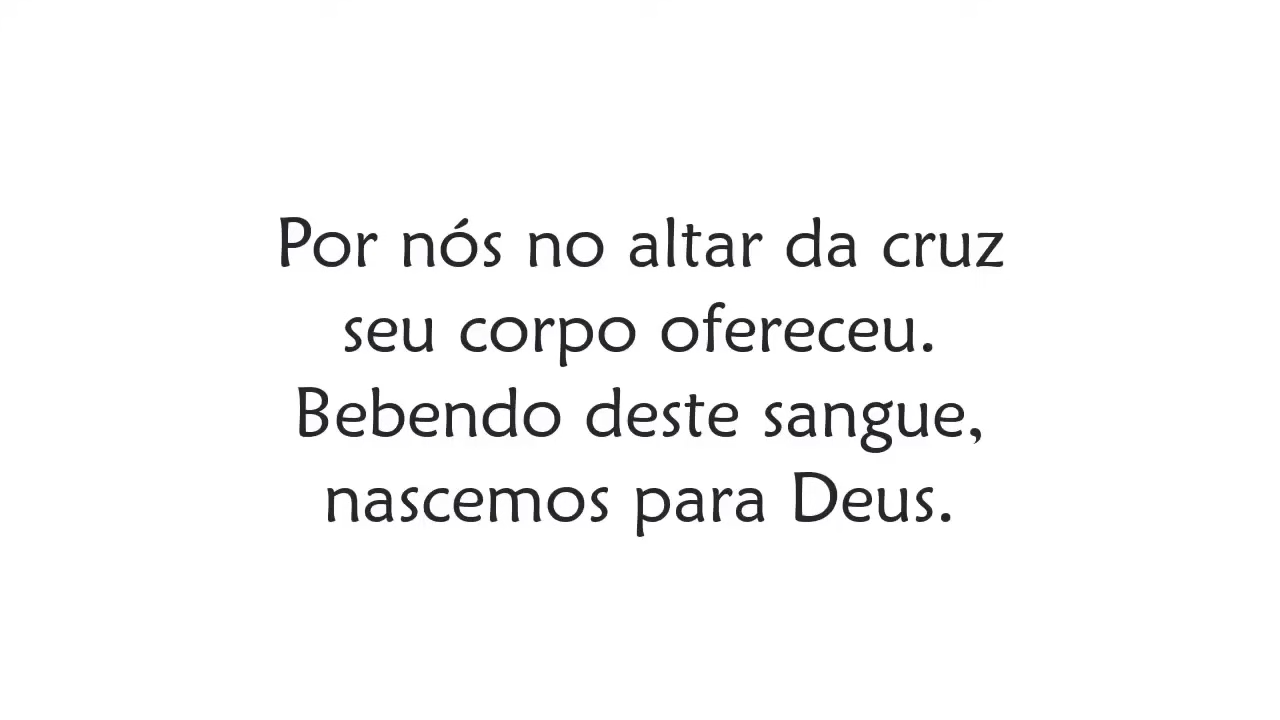 Por nós no altar da cruz
seu corpo ofereceu.
Bebendo deste sangue,
nascemos para Deus.